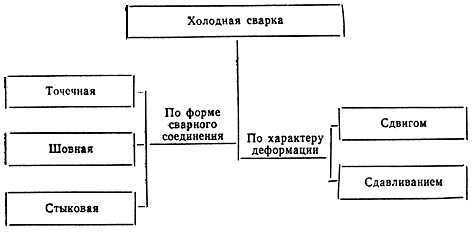 Холодная сварка
Точечная
Шовная
Стыковая
По форме
сварного
соединения
По характеру
деформации
Сдвигом
Сдавливанием